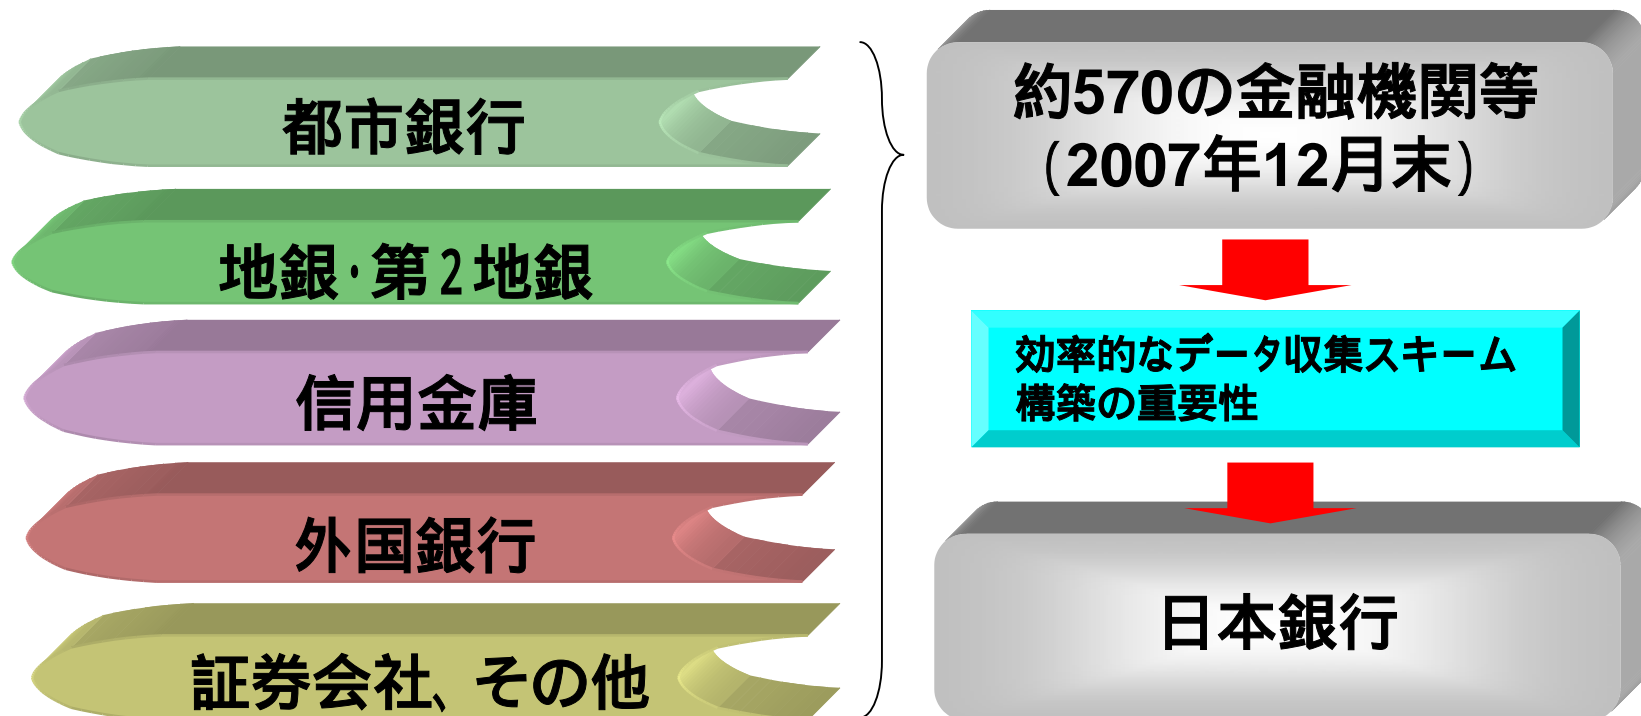 都市銀行
地銀・第2地銀
信用金庫
外国銀行
証券会社、その他
約570の金融機関等
(2007年12月末)
効率的なデータ収集スキーム
構築の重要性
日本銀行